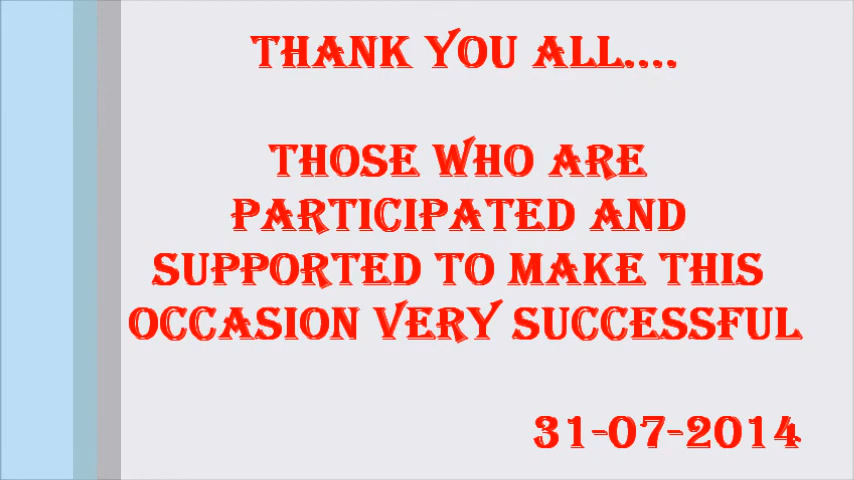 THANK YOU ALL....
THOSE WHO ARE
PARTICIPATED AND
SUPPORTED TO MAKE THIS
OCCASION VERY SUCCESSFUL
31-07-2014